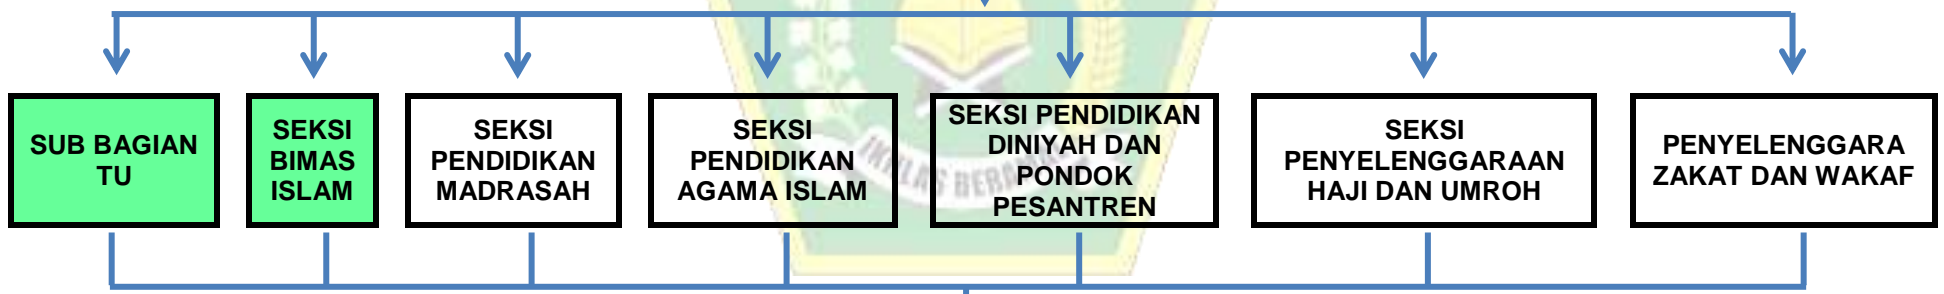 SUB BAGIAN
TU
SEKSI
BIMAS
ISLAM
SEKSI
PENDIDIKAN
MADRASAH
SEKSI
PENDIDIKAN
AGAMA ISLAM
SEKSI PENDIDIKAN
DINIYAH DAN
PONDOK
PESANTREN
SEKSI
PENYELENGGARAAN
HAJI DAN UMROH
PENYELENGGARA
ZAKAT DAN WAKAF